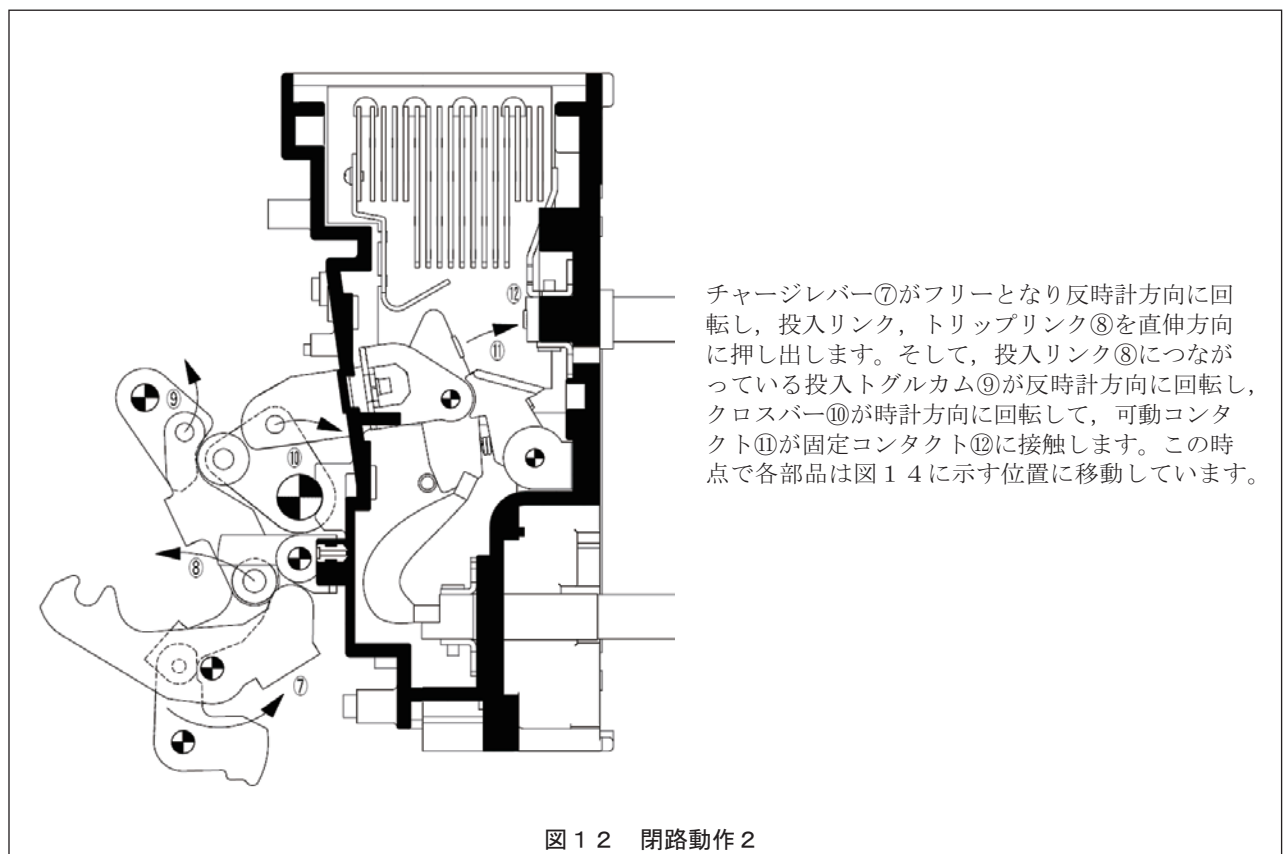 ⑫
⑪
⑨
⑩
⑧
⑦
チャージレバー⑦がフリーとなり反時計方向に回
転し，投入リンク，トリップリンク⑧を直伸方向
に押し出します。そして，投入リンク⑧につなが
っている投入トグルカム⑨が反時計方向に回転し，
クロスバー⑩が時計方向に回転して，可動コンタ
クト⑪が固定コンタクト⑫に接触します。この時
点で各部品は図１４に示す位置に移動しています。
図１２　閉路動作２